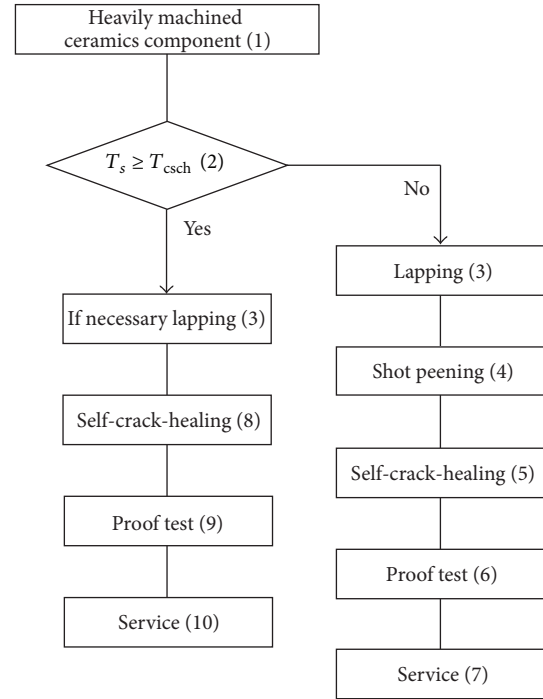 Heavily machined
ceramics component (1)
T_s ≥ T_csch (2)
No
Yes
Lapping (3)
If necessary lapping (3)
Shot peening (4)
Self-crack-healing (8)
Self-crack-healing (5)
Proof test (9)
Proof test (6)
Service (10)
Service (7)